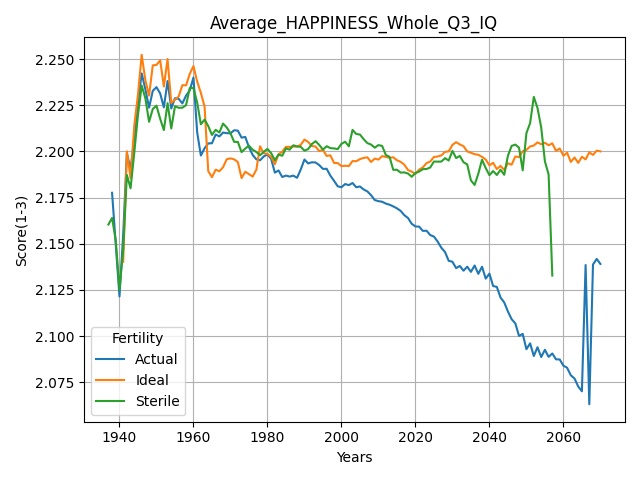 Average_HAPPINESS_Whole_Q3_IQ
Score(1-3)
2.250
2.225
2.200
2.175
2.150
2.125
2.100
2.075
Fertility
Actual
Ideal
Sterile
1940
1960
1980
2000
2020
2040
2060
Years